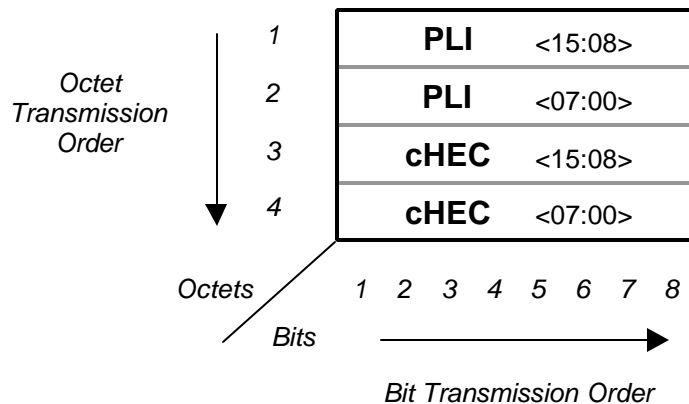 1 PLI <15:08>
Octet
Transmission
Order
2 PLI <07:00>
3 cHEC <15:08>
4 cHEC <07:00>
Octets 1 2 3 4 5 6 7 8
Bits
Bit Transmission Order